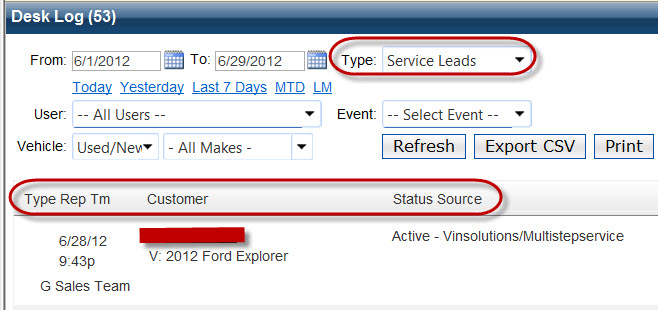 Desk Log (53)
From: 6/1/2012 To: 6/29/2012 Type: Service Leads
Today Yesterday Last 7 Days MTD LM
User: -- All Users -- Event: -- Select Event --
Vehicle: Used/New - All Makes - Refresh Export CSV Print
Type Rep Tm Customer Status Source
6/28/12 Active - Vinsolutions/Multistepservice
9:43p V: 2012 Ford Explorer
G Sales Team